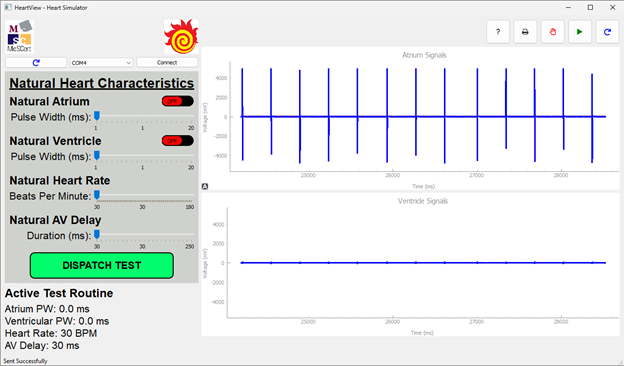 HeartView - Heart Simulator
M S
McSCert
COM4
Connect
?
Natural Heart Characteristics
Natural Atrium
OFF
Pulse Width (ms):
1 1 20
Natural Ventricle
OFF
Pulse Width (ms):
1 1 20
Natural Heart Rate
Beats Per Minute:
30 30 180
Natural AV Delay
Duration (ms):
30 30 250
DISPATCH TEST
Active Test Routine
Atrium PW: 0.0 ms
Ventricular PW: 0.0 ms
Heart Rate: 30 BPM
AV Delay: 30 ms
Sent Successfully
Atrium Signals
Voltage (mV)
4000
2000
0
-2000
-4000
25000 26000 27000 28000
Time (ms)
A
Ventricle Signals
Voltage (mV)
4000
2000
0
-2000
-4000
25000 26000 27000 28000
Time (ms)